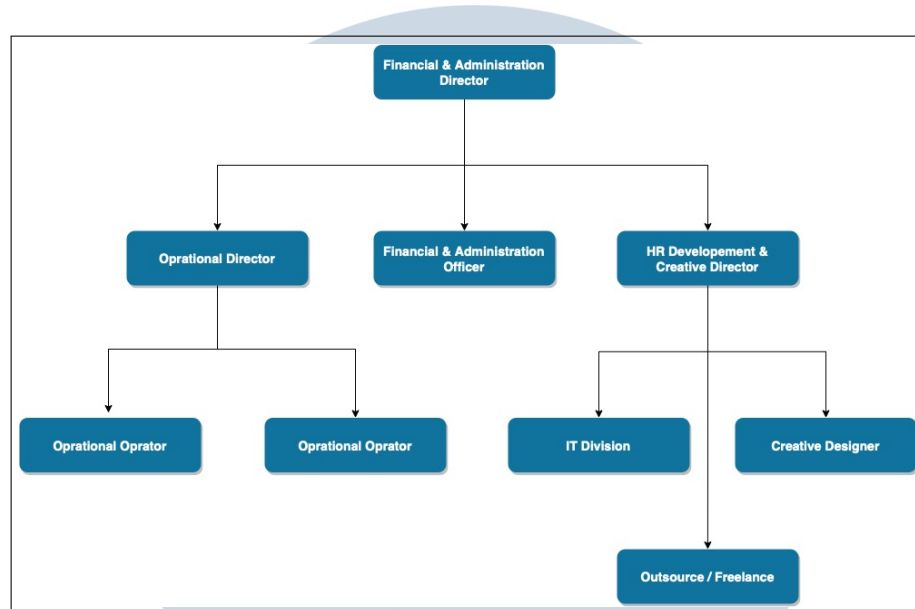 Financial & Administration
Director
Oprational Director
Financial & Administration
Officer
HR Developement &
Creative Director
Oprational Oprator
Oprational Oprator
IT Division
Creative Designer
Outsource / Freelance